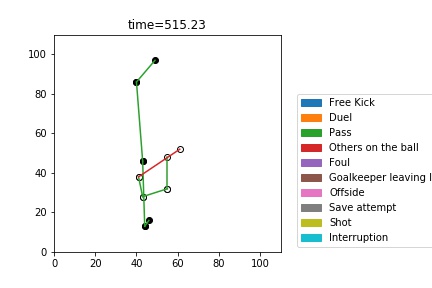 time=515.23
100
80
60
40
20
0
0 20 40 60 80 100
Free Kick
Duel
Pass
Others on the ball
Foul
Goalkeeper leaving l
Offside
Save attempt
Shot
Interruption